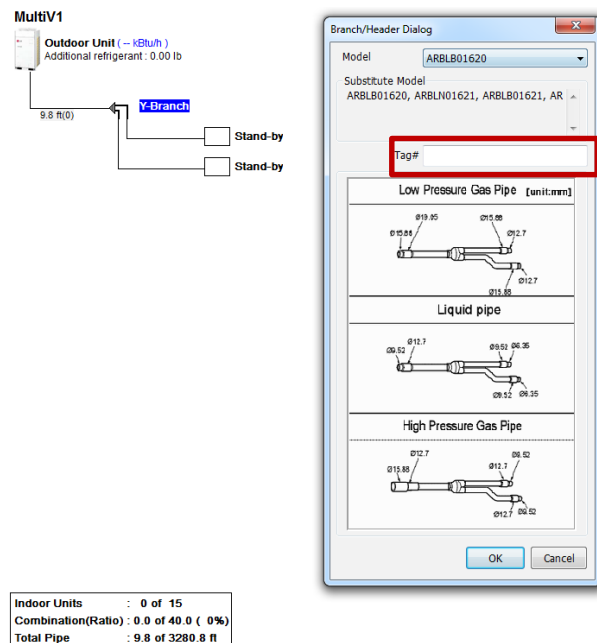 MultiV1
Outdoor Unit ( -- kBtu/h )
Additional refrigerant : 0.00 lb
9.8 ft(0)
Y-Branch
Stand-by
Stand-by
Indoor Units : 0 of 15
Combination(Ratio) : 0.0 of 40.0 ( 0%)
Total Pipe : 9.8 of 3280.8 ft
Branch/Header Dialog
Model ARBLB01620
Substitute Model
ARBLB01620, ARBLN01621, ARBLB01621, AR
Tag#
Low Pressure Gas Pipe [unit:mm]
Ø19.05 Ø15.88
Ø15.88 Ø12.7
Ø12.7
Ø15.88
Liquid pipe
Ø12.7 Ø9.52 Ø6.35
Ø9.52
Ø9.52 Ø6.35
High Pressure Gas Pipe
Ø12.7 Ø9.52
Ø15.88 Ø12.7
Ø12.7 Ø9.52
OK Cancel